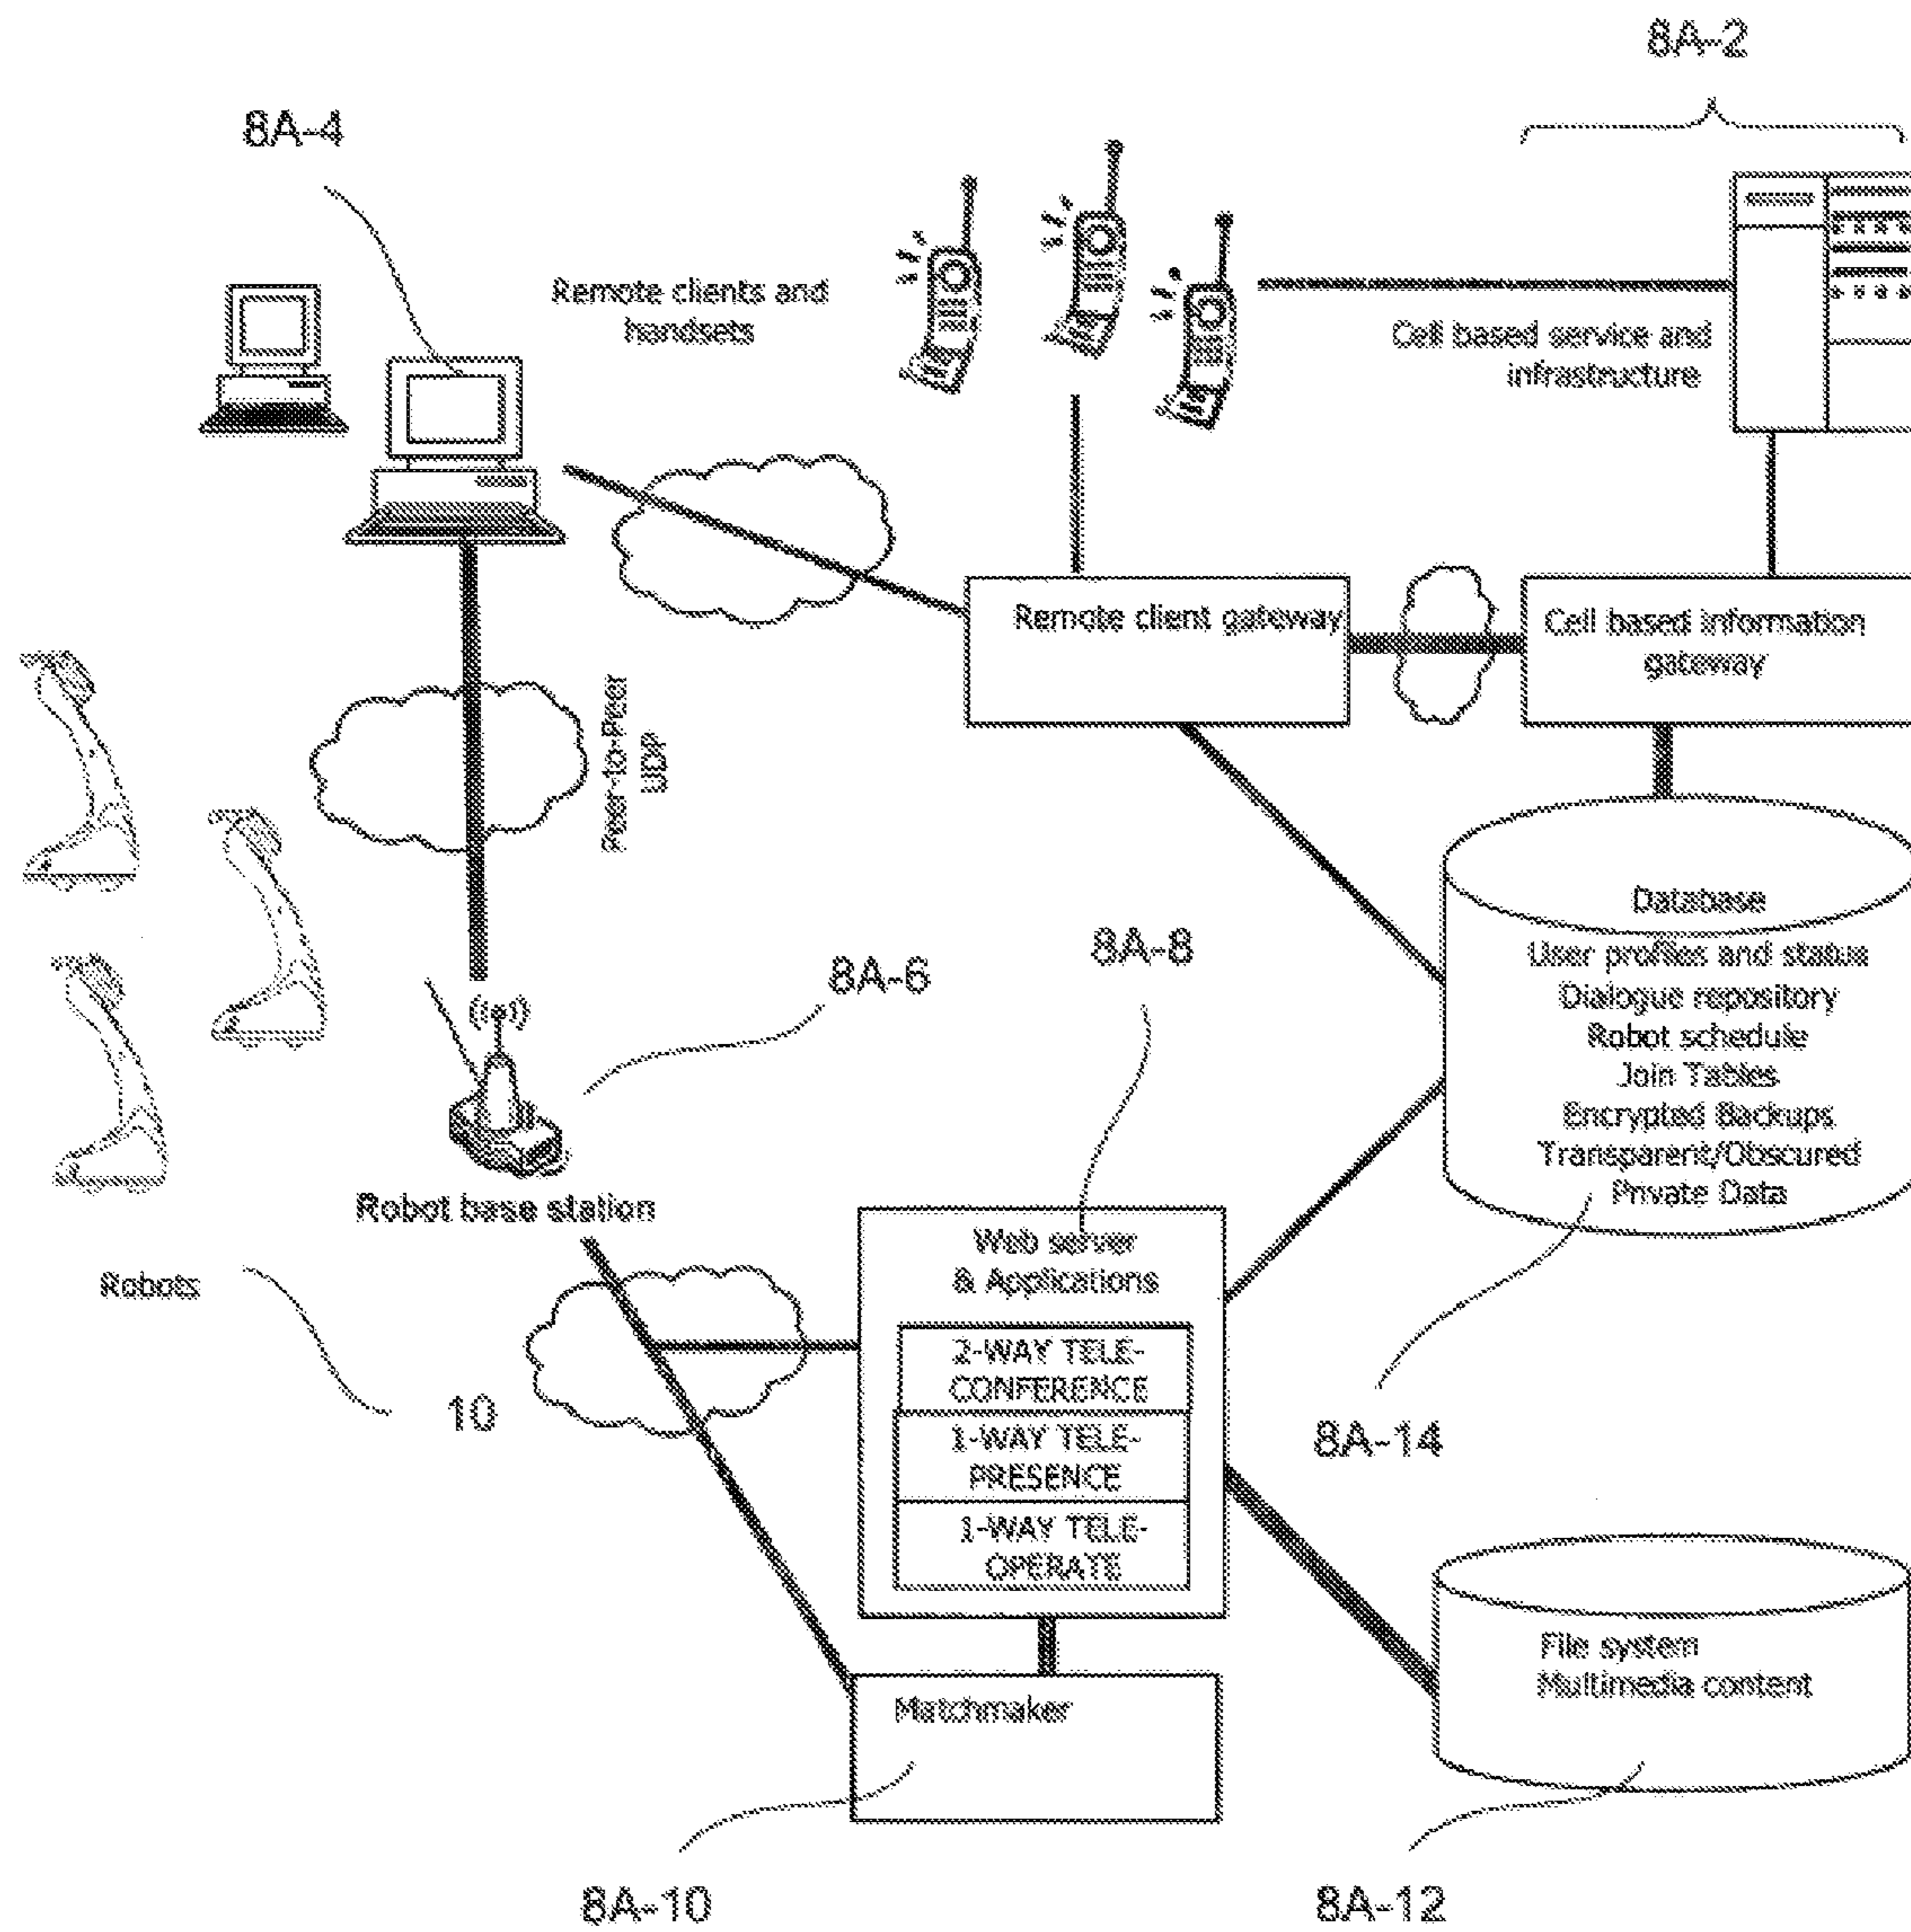 8A-2
8A-4
Remote clients and
handsets
Cell based service and
infrastructure
Remote client gateway
Cell based information
gateway
Peer-to-Peer
UDP
Database
User profiles and status
Dialogue repository
Robot schedule
Join Tables
Encrypted Backups
Transparent/Obscured
Private Data
8A-8
8A-6
Robot base station
Robots
10
Web server
& Applications
2-WAY TELE-
CONFERENCE
1-WAY TELE-
PRESENCE
1-WAY TELE-
OPERATE
8A-14
File system
Multimedia content
Matchmaker
8A-10
8A-12